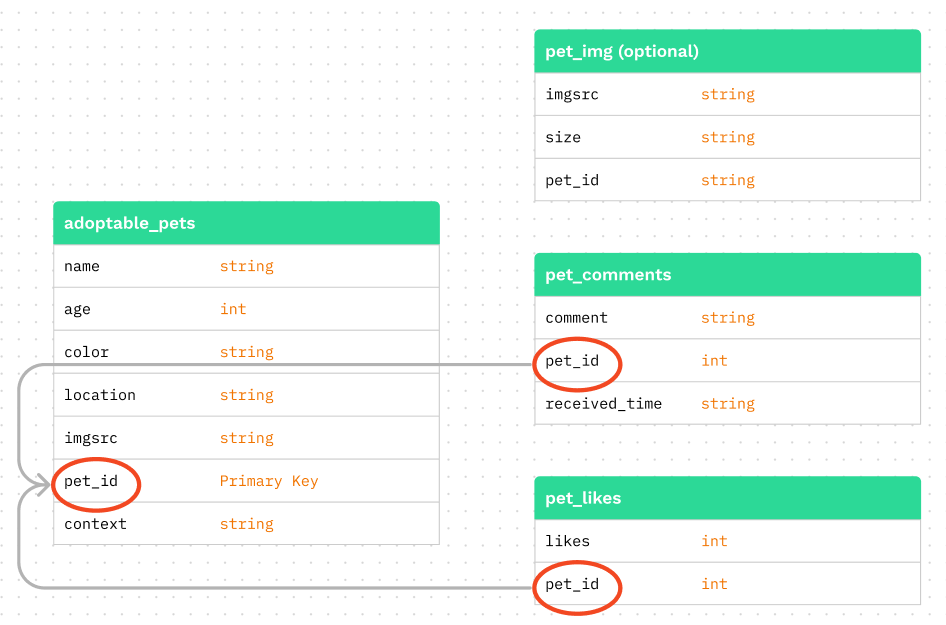 pet_img (optional)
imgsrc string
size string
pet_id string
adoptable_pets
name string
age int
color string
location string
imgsrc string
pet_id Primary Key
context string
pet_comments
comment string
pet_id int
received_time string
pet_likes
likes int
pet_id int